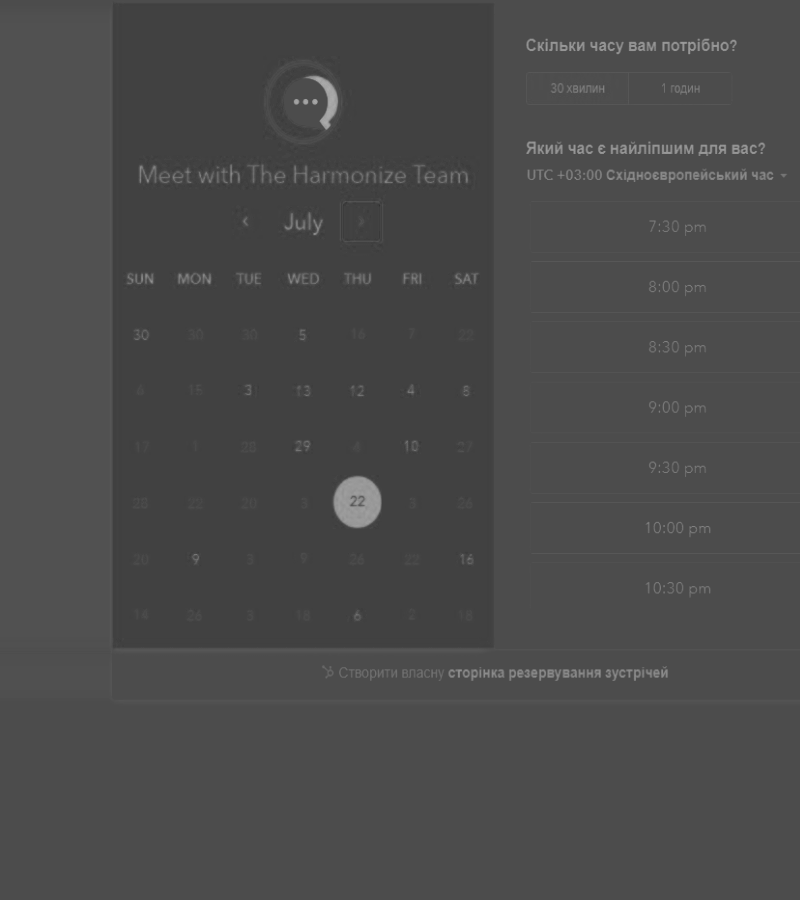 Meet with The Harmonize Team
July
SUN MON TUE WED THU FRI SAT
30 30 30 5 16 7 22
6 18 3 13 12 4 8
17 1 28 29 10 27
28 22 20 3 22 3 26
20 9 3 9 26 22 16
14 26 3 18 6 2 18
Скільки часу вам потрібно?
30 хвилин 1 годин
Який час є найліпшим для вас?
UTC +03:00 Східноєвропейський час
7:30 pm
8:00 pm
8:30 pm
9:00 pm
9:30 pm
10:00 pm
10:30 pm
Створити власну сторінка резервування зустрічей